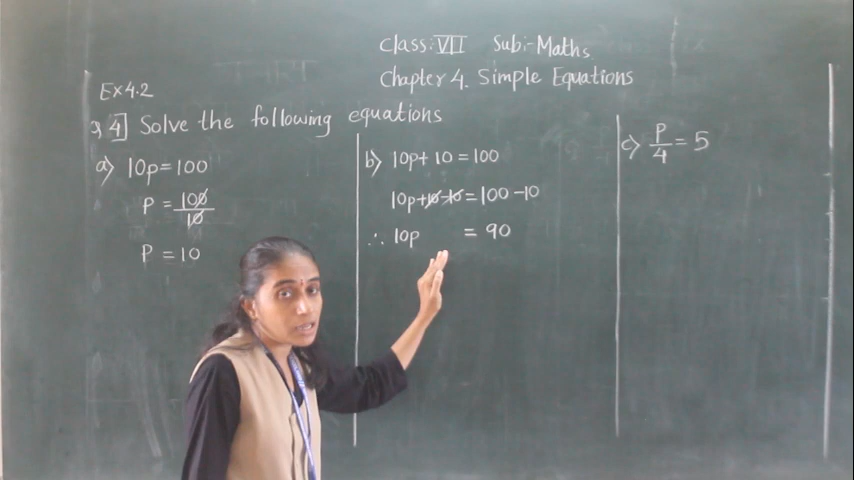 Class: VII Sub:-Maths
Chapter 4. Simple Equations
Ex 4.2
Q 4] Solve the following equations
a) 10p = 100
P = 100/10
P = 10
b) 10p + 10 = 100
10p + 10 - 10 = 100 - 10
∴ 10p = 90
c) P/4 = 5